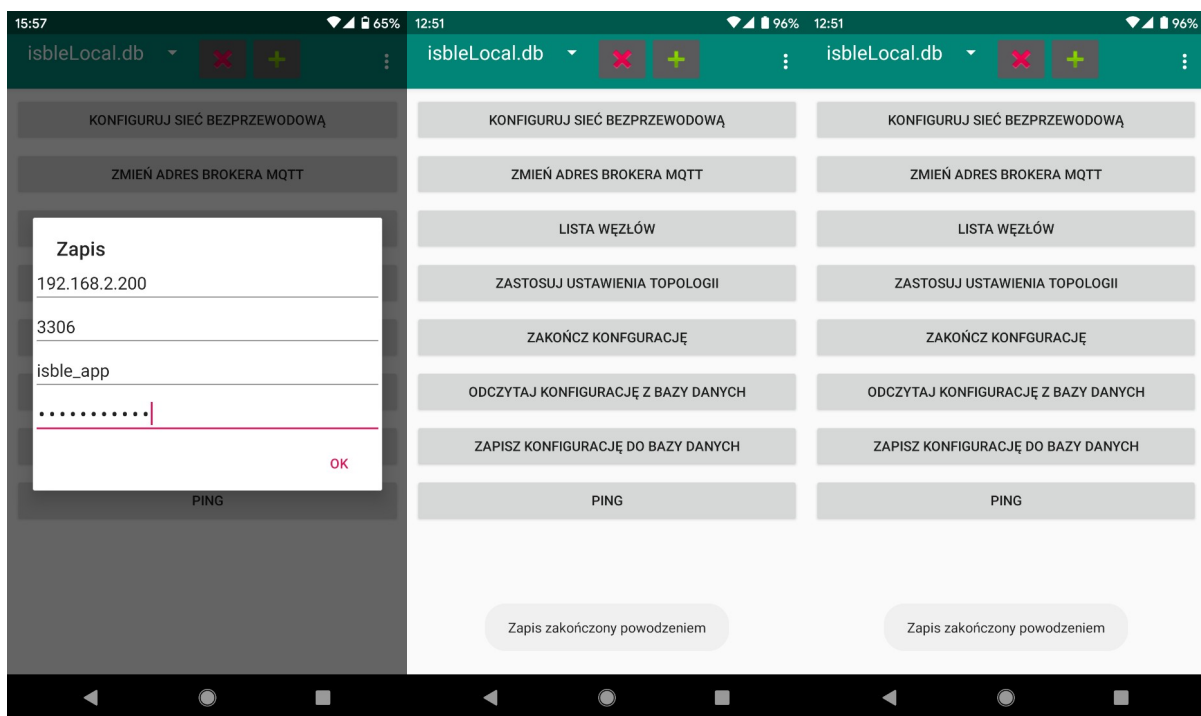 15:57
65%
isbleLocal.db
KONFIGURUJ SIEĆ BEZPRZEWODOWĄ
ZMIEŃ ADRES BROKERA MQTT
Zapis
192.168.2.200
3306
isble_app
•••••••••••
OK
PING
12:51
96%
isbleLocal.db
KONFIGURUJ SIEĆ BEZPRZEWODOWĄ
ZMIEŃ ADRES BROKERA MQTT
LISTA WĘZŁÓW
ZASTOSUJ USTAWIENIA TOPOLOGII
ZAKOŃCZ KONFGURACJĘ
ODCZYTAJ KONFIGURACJĘ Z BAZY DANYCH
ZAPISZ KONFIGURACJĘ DO BAZY DANYCH
PING
Zapis zakończony powodzeniem
12:51
96%
isbleLocal.db
KONFIGURUJ SIEĆ BEZPRZEWODOWĄ
ZMIEŃ ADRES BROKERA MQTT
LISTA WĘZŁÓW
ZASTOSUJ USTAWIENIA TOPOLOGII
ZAKOŃCZ KONFGURACJĘ
ODCZYTAJ KONFIGURACJĘ Z BAZY DANYCH
ZAPISZ KONFIGURACJĘ DO BAZY DANYCH
PING
Zapis zakończony powodzeniem